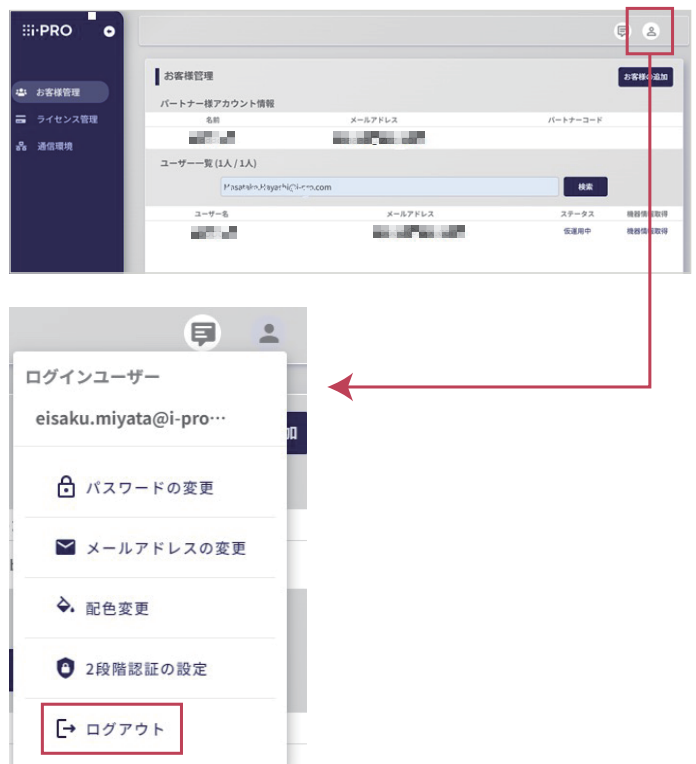 i-PRO
お客様管理
ライセンス管理
通信環境
お客様管理
お客様の追加
パートナー様アカウント情報
名前 メールアドレス パートナーコード
ユーザー一覧 (1人 / 1人)
検索
ユーザー名 メールアドレス ステータス 機器情報取得
仮運用中 機器情報取得
ログインユーザー
eisaku.miyata@i-pro…
加
パスワードの変更
メールアドレスの変更
配色変更
2段階認証の設定
ログアウト